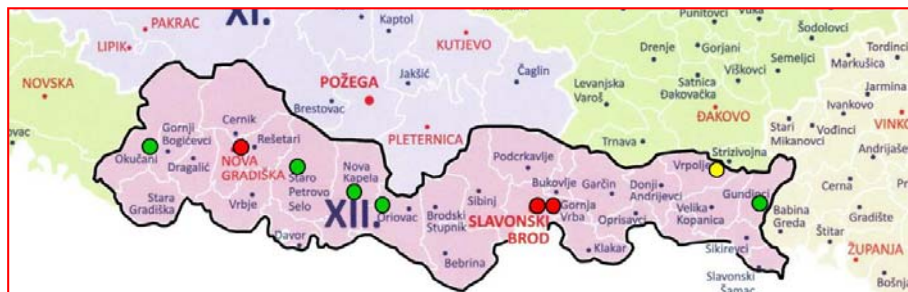 PAKRAC
XI.
LIPIK
NOVSKA
Kaptol
KUTJEVO
Jakšić
POŽEGA
Čaglin
Brestovac
PLETERNICA
Punitovci
Vuka
Šodolovci
Drenje
Gorjani
Semeljci
Viškovci
Satnica
Đakovačka
Levanjska
Varoš
ĐAKOVO
Trnava
Strizivojna
Tordinci
Markušica
Jarmina
Ivankovo
Vođinci
VINKO
Stari
Mikanovci
Andrijaše
Cerna
Gradište
Babina
Greda
Štitar
ŽUPANJA
Bošnja
Cernik
Gornji
Bogićevci
Rešetari
Okučani
Dragalić
NOVA
GRADIŠKA
Staro
Petrovo
Selo
Nova
Kapela
Stara
Gradiška
Vrbje
Davor
XII.
Oriovac
Brodski
Stupnik
Sibinj
Bebrina
Podcrkavlje
Bukovlje
SLAVONSKI
BROD
Gornja
Vrba
Klakar
Garčin
Oprisavci
Donji
Andrijevci
Vrpolje
Velika
Kopanica
Gundinci
Sikirevci
Slavonski
Šamac
ovac